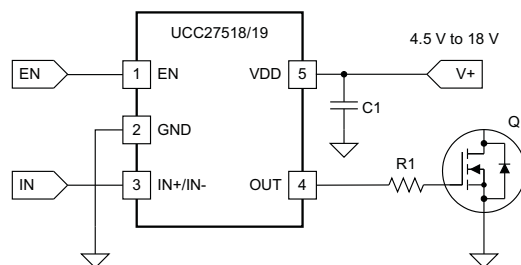 UCC27518/19
4.5 V to 18 V
EN
1
EN
VDD
5
V+
C1
2
GND
Q
R1
IN
3
IN+/IN-
OUT
4